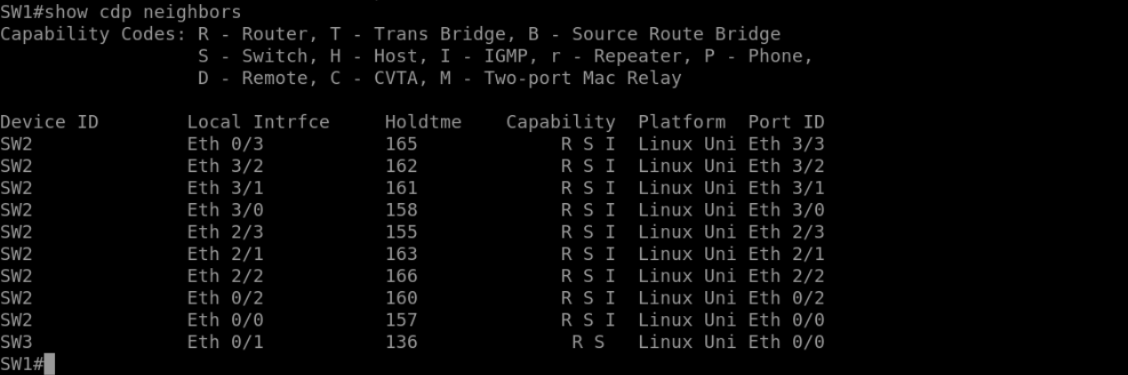 SW1#show cdp neighbors
Capability Codes: R - Router, T - Trans Bridge, B - Source Route Bridge
                  S - Switch, H - Host, I - IGMP, r - Repeater, P - Phone,
                  D - Remote, C - CVTA, M - Two-port Mac Relay

Device ID        Local Intrfce     Holdtme    Capability  Platform  Port ID
SW2              Eth 0/3           165             R S I  Linux Uni Eth 3/3
SW2              Eth 3/2           162             R S I  Linux Uni Eth 3/2
SW2              Eth 3/1           161             R S I  Linux Uni Eth 3/1
SW2              Eth 3/0           158             R S I  Linux Uni Eth 3/0
SW2              Eth 2/3           155             R S I  Linux Uni Eth 2/3
SW2              Eth 2/1           163             R S I  Linux Uni Eth 2/1
SW2              Eth 2/2           166             R S I  Linux Uni Eth 2/2
SW2              Eth 0/2           160             R S I  Linux Uni Eth 0/2
SW2              Eth 0/0           157             R S I  Linux Uni Eth 0/0
SW3              Eth 0/1           136              R S   Linux Uni Eth 0/0
SW1#